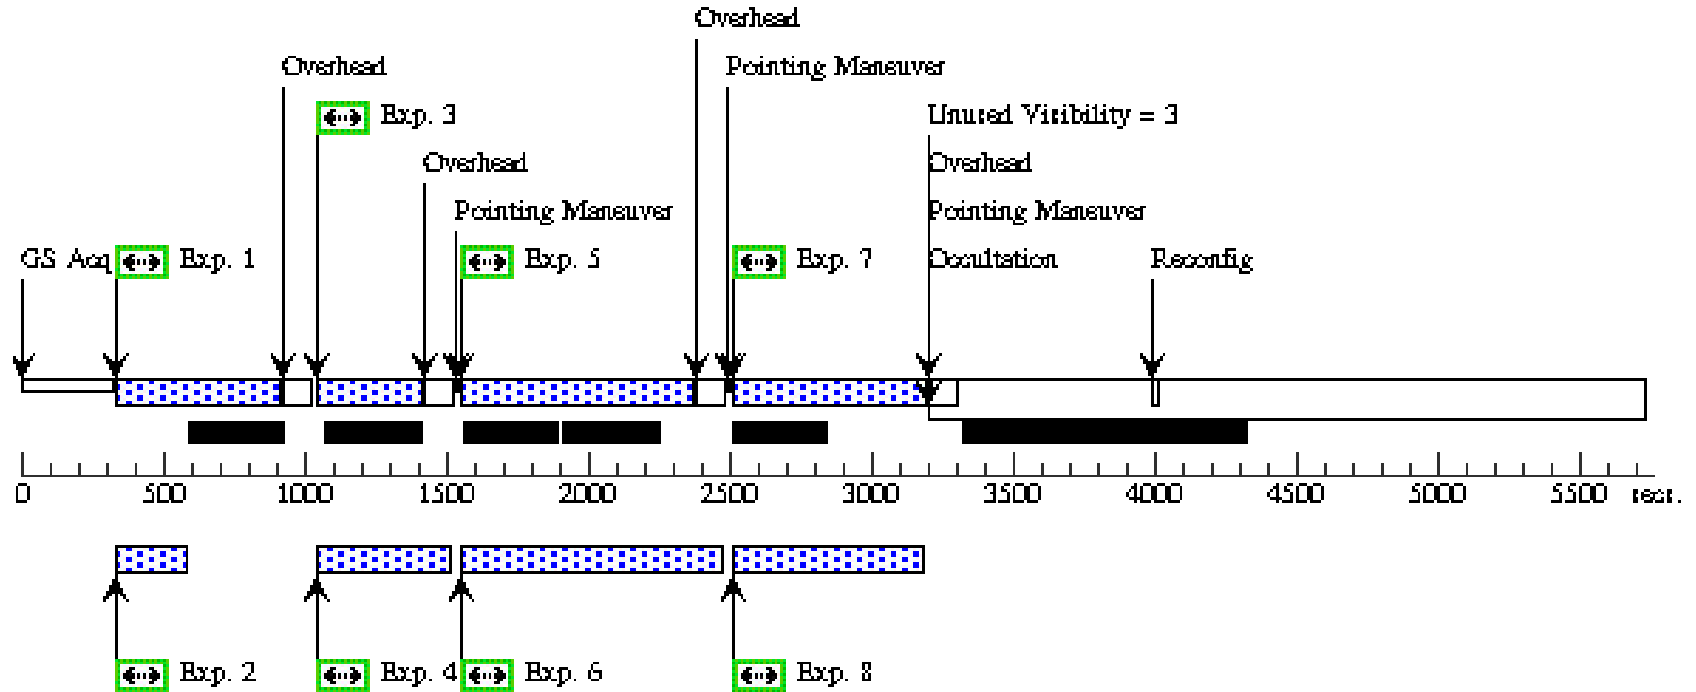 Overhead
Overhead
Pointing Maneuver
Exp. 3
Unused Visibility = 3
Overhead
Overhead
Pointing Maneuver
Pointing Maneuver
GS Acq
Exp. 1
Exp. 5
Exp. 7
Occultation
Reconfig
0 500 1000 1500 2000 2500 3000 3500 4000 4500 5000 5500 secs.
Exp. 2
Exp. 4
Exp. 6
Exp. 8